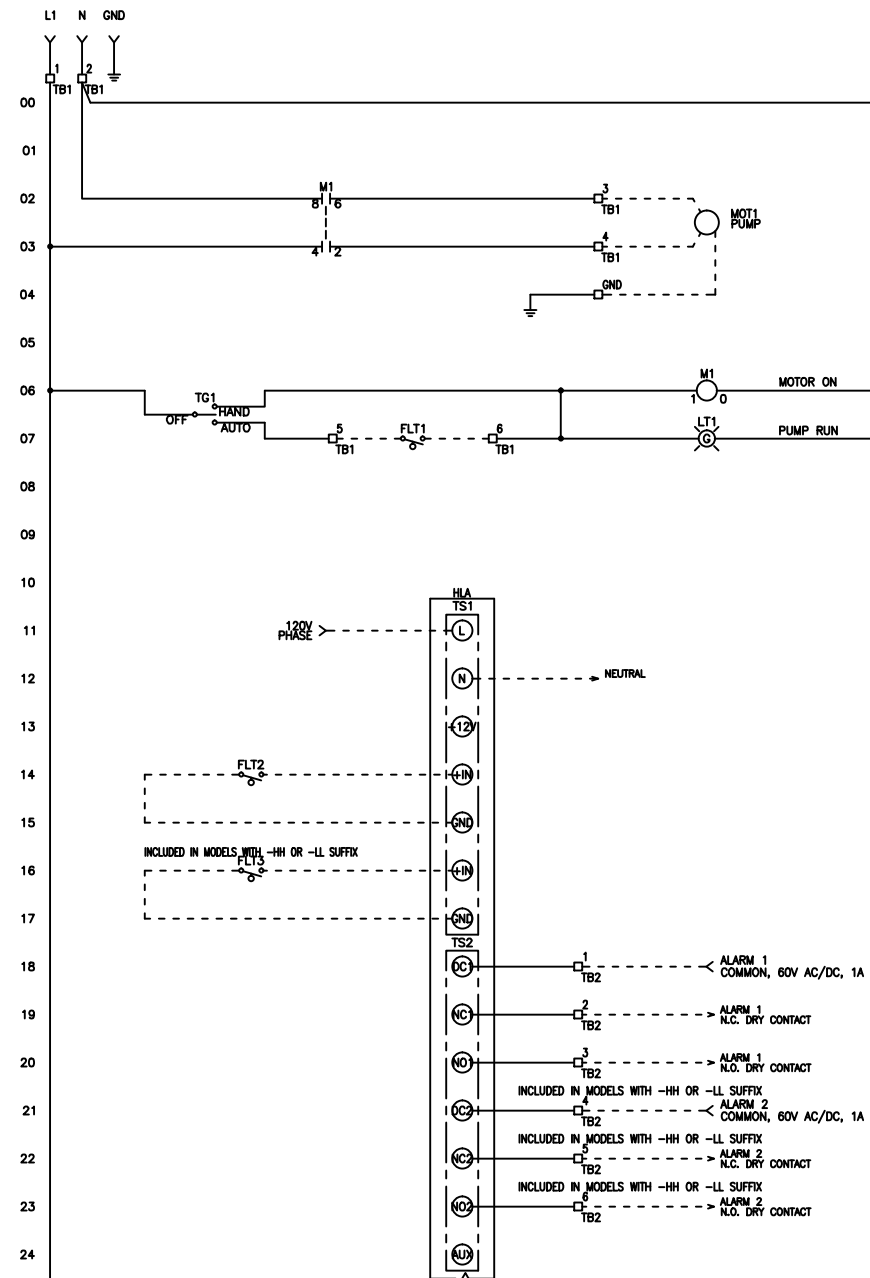 L1 N GND
1 2
TB1 TB1
00
01
M1
02 8 6 3
TB1
MOT1
PUMP
03 4 2 4
TB1
04 GND
05
M1
06 1 0 MOTOR ON
TG1
HAND
OFF
AUTO
LT1
07 5 FLT1 6 G PUMP RUN
TB1 TB1
08
09
10
HLA
TS1
11 120V
PHASE L
12 N NEUTRAL
13 +12V
FLT2
14 +IN
15 GND
INCLUDED IN MODELS WITH -HH OR -LL SUFFIX
FLT3
16 +IN
17 GND
TS2
18 OC1 1 ALARM 1
TB2 COMMON, 60V AC/DC, 1A
19 NC1 2 ALARM 1
TB2 N.C. DRY CONTACT
20 NO1 3 ALARM 1
TB2 N.O. DRY CONTACT
INCLUDED IN MODELS WITH -HH OR -LL SUFFIX
21 OC2 4 ALARM 2
TB2 COMMON, 60V AC/DC, 1A
INCLUDED IN MODELS WITH -HH OR -LL SUFFIX
22 NC2 5 ALARM 2
TB2 N.C. DRY CONTACT
INCLUDED IN MODELS WITH -HH OR -LL SUFFIX
23 NO2 6 ALARM 2
TB2 N.O. DRY CONTACT
24 AUX